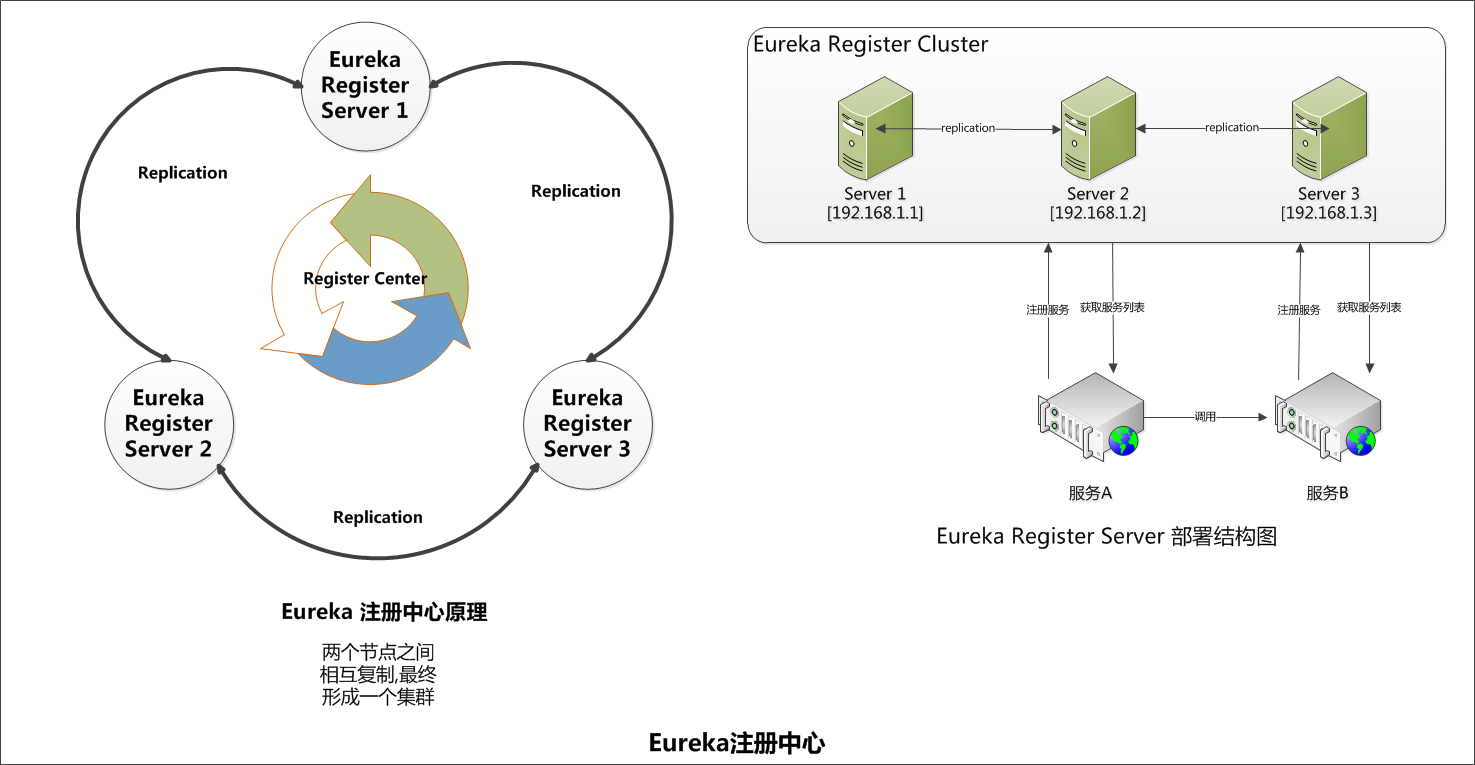 Eureka
Register
Server 1
Replication
Replication
Register Center
Eureka
Register
Server 2
Eureka
Register
Server 3
Replication
Eureka 注册中心原理
两个节点之间
相互复制,最终
形成一个集群
Eureka Register Cluster
replication
replication
Server 1
[192.168.1.1]
Server 2
[192.168.1.2]
Server 3
[192.168.1.3]
注册服务
获取服务列表
注册服务
获取服务列表
调用
服务A
服务B
Eureka Register Server 部署结构图
Eureka注册中心